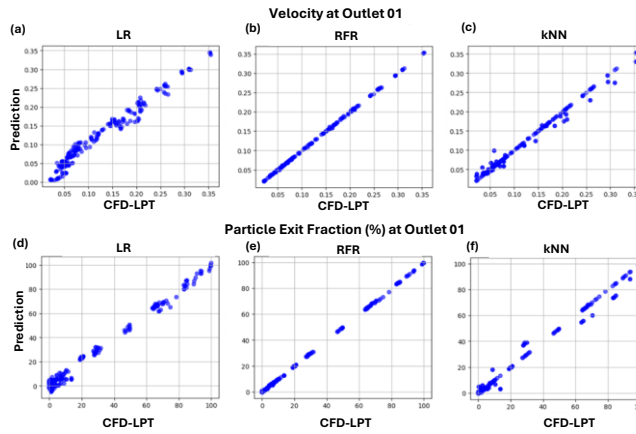 Velocity at Outlet 01
(a) LR (b) RFR (c) kNN
Prediction
0.35 0.30 0.25 0.20 0.15 0.10 0.05 0.00
0.05 0.10 0.15 0.20 0.25 0.30 0.35
CFD-LPT
0.35 0.30 0.25 0.20 0.15 0.10 0.05
0.05 0.10 0.15 0.20 0.25 0.30 0.35
CFD-LPT
0.35 0.30 0.25 0.20 0.15 0.10 0.05
0.05 0.10 0.15 0.20 0.25 0.30 0.35
CFD-LPT
Particle Exit Fraction (%) at Outlet 01
(d) LR (e) RFR (f) kNN
Prediction
100 80 60 40 20 0
0 20 40 60 80 100
CFD-LPT
100 80 60 40 20 0
0 20 40 60 80 100
CFD-LPT
100 80 60 40 20 0
0 20 40 60 80 100
CFD-LPT